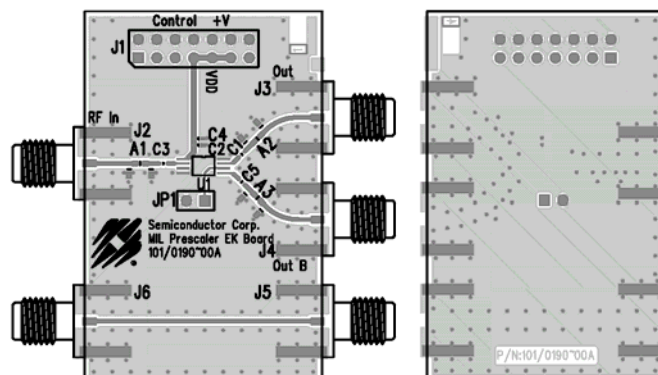 Control +V
J1
VDD
Out
J3
RF In
J2
C4
C2
C1
A1 C3
A2
U1
C5
A3
JP1
Semiconductor Corp.
MIL Prescaler EK Board
101/0190~00A
J4
Out B
J6
J5
P/N:101/0190~00A